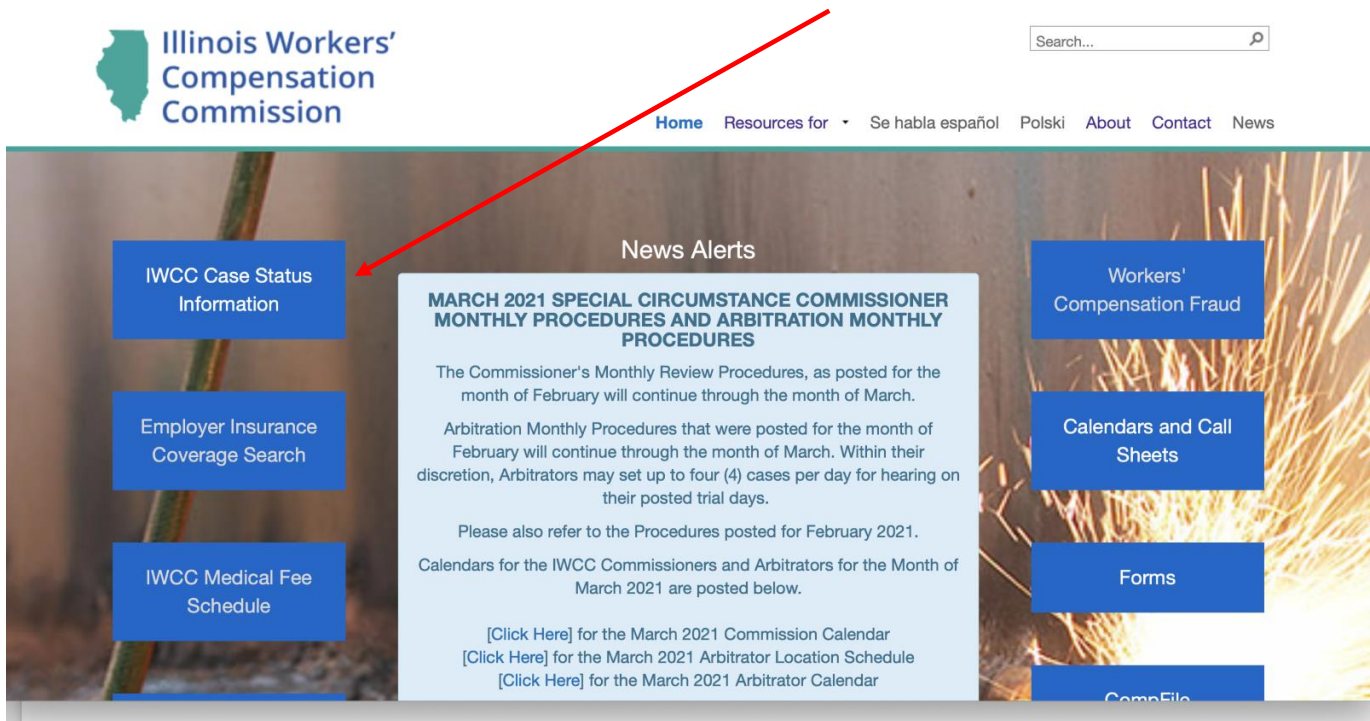 Illinois Workers'
Compensation
Commission
Search...
Home Resources for Se habla español Polski About Contact News
IWCC Case Status
Information
Employer Insurance
Coverage Search
IWCC Medical Fee
Schedule
News Alerts
MARCH 2021 SPECIAL CIRCUMSTANCE COMMISSIONER
MONTHLY PROCEDURES AND ARBITRATION MONTHLY
PROCEDURES
The Commissioner's Monthly Review Procedures, as posted for the
month of February will continue through the month of March.
Arbitration Monthly Procedures that were posted for the month of
February will continue through the month of March. Within their
discretion, Arbitrators may set up to four (4) cases per day for hearing on
their posted trial days.
Please also refer to the Procedures posted for February 2021.
Calendars for the IWCC Commissioners and Arbitrators for the Month of
March 2021 are posted below.
[Click Here] for the March 2021 Commission Calendar
[Click Here] for the March 2021 Arbitrator Location Schedule
[Click Here] for the March 2021 Arbitrator Calendar
Workers'
Compensation Fraud
Calendars and Call
Sheets
Forms
CompFile